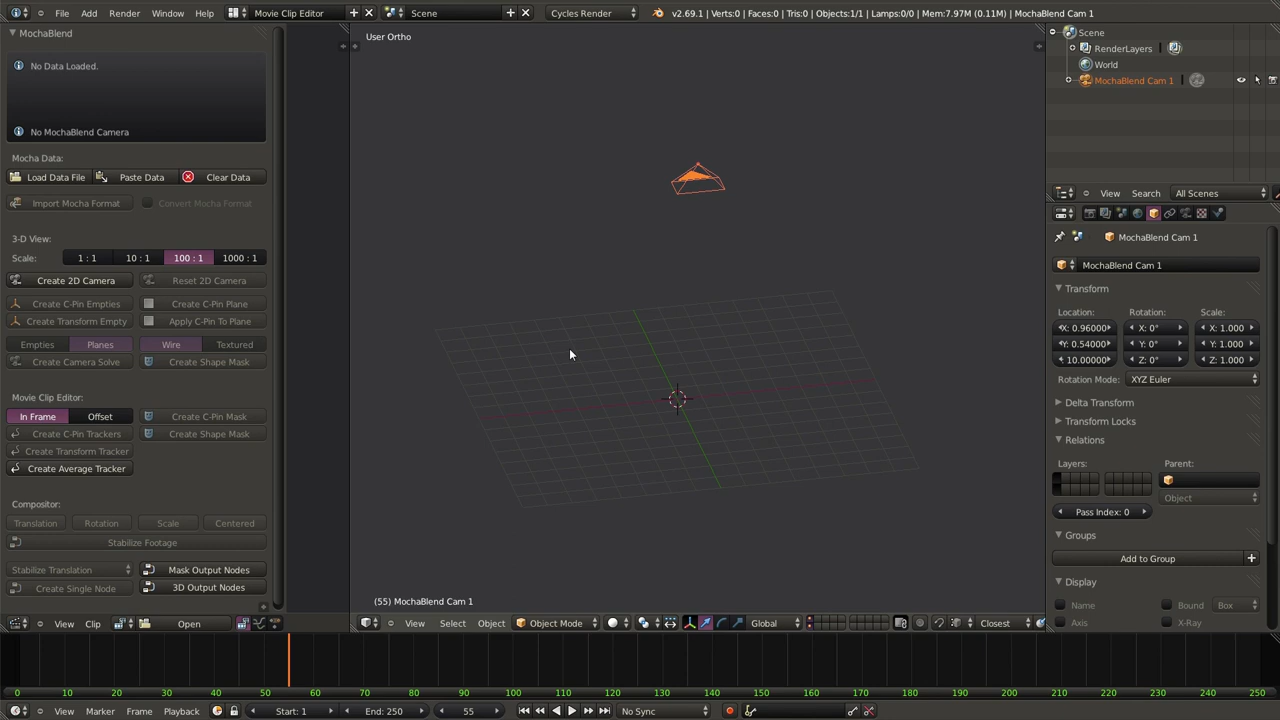 File Add Render Window Help Movie Clip Editor Scene Cycles Render v2.69.1 | Verts:0 | Faces:0 | Tris:0 | Objects:1/1 | Lamps:0/0 | Mem:7.97M (0.11M) | MochaBlend Cam 1
MochaBlend
No Data Loaded.
No MochaBlend Camera
Mocha Data:
Load Data File Paste Data Clear Data
Import Mocha Format Convert Mocha Format
3-D View:
Scale: 1 : 1 10 : 1 100 : 1 1000 : 1
Create 2D Camera Reset 2D Camera
Create C-Pin Empties Create C-Pin Plane
Create Transform Empty Apply C-Pin To Plane
Empties Planes Wire Textured
Create Camera Solve Create Shape Mask
Movie Clip Editor:
In Frame Offset Create C-Pin Mask
Create C-Pin Trackers Create Shape Mask
Create Transform Tracker
Create Average Tracker
Compositor:
Translation Rotation Scale Centered
Stabilize Footage
Stabilize Translation Mask Output Nodes
Create Single Node 3D Output Nodes
View Clip Open
User Ortho
(55) MochaBlend Cam 1
View Select Object Object Mode Global Closest
Scene
RenderLayers
World
MochaBlend Cam 1
View Search All Scenes
MochaBlend Cam 1
MochaBlend Cam 1
Transform
Location: Rotation: Scale:
X: 0.96000 X: 0° X: 1.000
Y: 0.54000 Y: 0° Y: 1.000
10.00000 Z: 0° Z: 1.000
Rotation Mode: XYZ Euler
Delta Transform
Transform Locks
Relations
Layers: Parent:
Object
Pass Index: 0
Groups
Add to Group
Display
Name Bound Box
Axis X-Ray
0 10 20 30 40 50 60 70 80 90 100 110 120 130 140 150 160 170 180 190 200 210 220 230 240 250
View Marker Frame Playback Start: 1 End: 250 55 No Sync